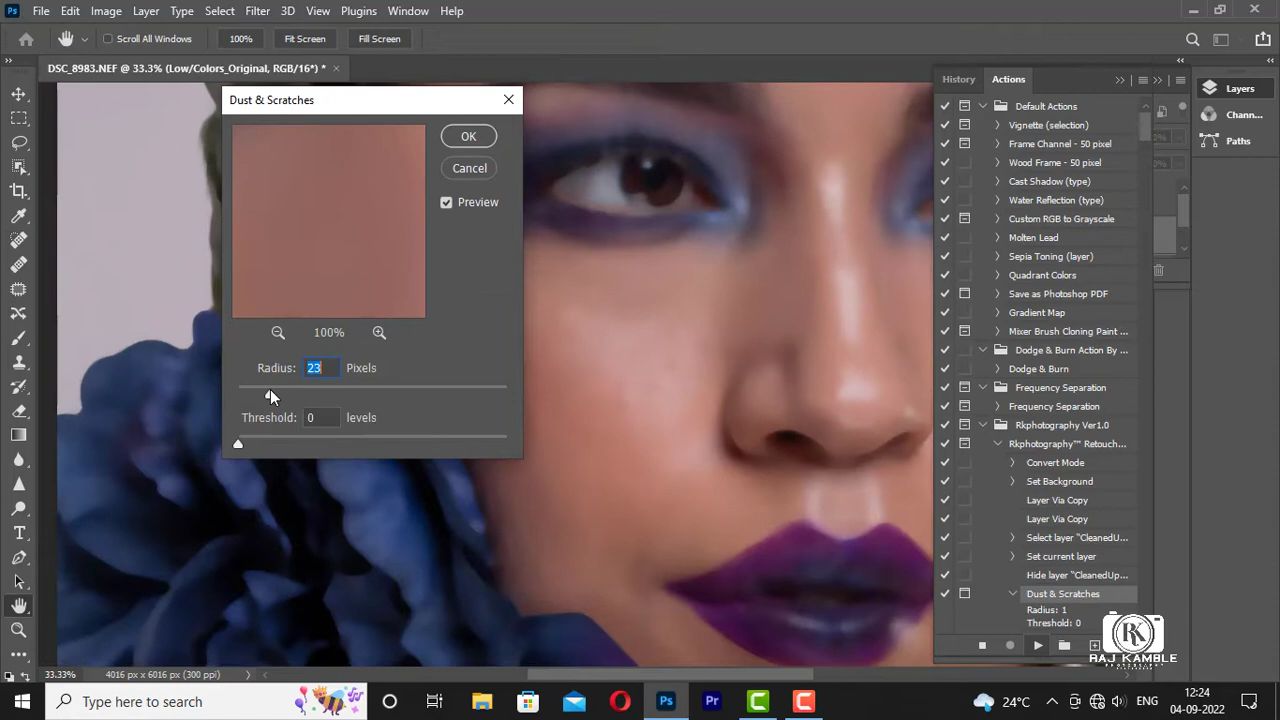 Ps File Edit Image Layer Type Select Filter 3D View Plugins Window Help
Scroll All Windows 100% Fit Screen Fill Screen
DSC_8983.NEF @ 33.3% (Low/Colors_Original, RGB/16*) * ×
Dust & Scratches
OK
Cancel
Preview
100%
Radius: 23 Pixels
Threshold: 0 levels
History Actions
Default Actions
Vignette (selection)
Frame Channel - 50 pixel
Wood Frame - 50 pixel
Cast Shadow (type)
Water Reflection (type)
Custom RGB to Grayscale
Molten Lead
Sepia Toning (layer)
Quadrant Colors
Save as Photoshop PDF
Gradient Map
Mixer Brush Cloning Paint ...
Dodge & Burn Action By ...
Dodge & Burn
Frequency Separation
Frequency Separation
Rkphotography Ver1.0
Rkphotography™ Retouch...
Convert Mode
Set Background
Layer Via Copy
Layer Via Copy
Select layer "CleanedU...
Set current layer
Hide layer "CleanedUp...
Dust & Scratches
Radius: 1
Threshold: 0
Layers
Chann...
Paths
RK
RAJ KAMBLE
33.33% 4016 px x 6016 px (300 ppi)
Type here to search
Ps
Pr
24°C
ENG
12:24
04-09-2022